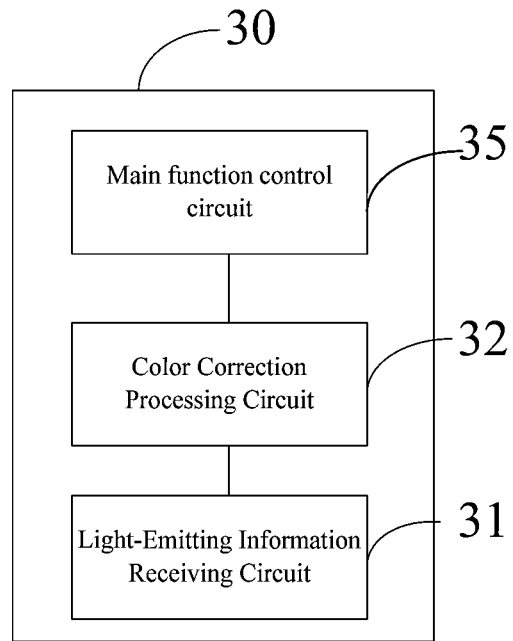 30
Main function control
circuit
35
Color Correction
Processing Circuit
32
Light-Emitting Information
Receiving Circuit
31